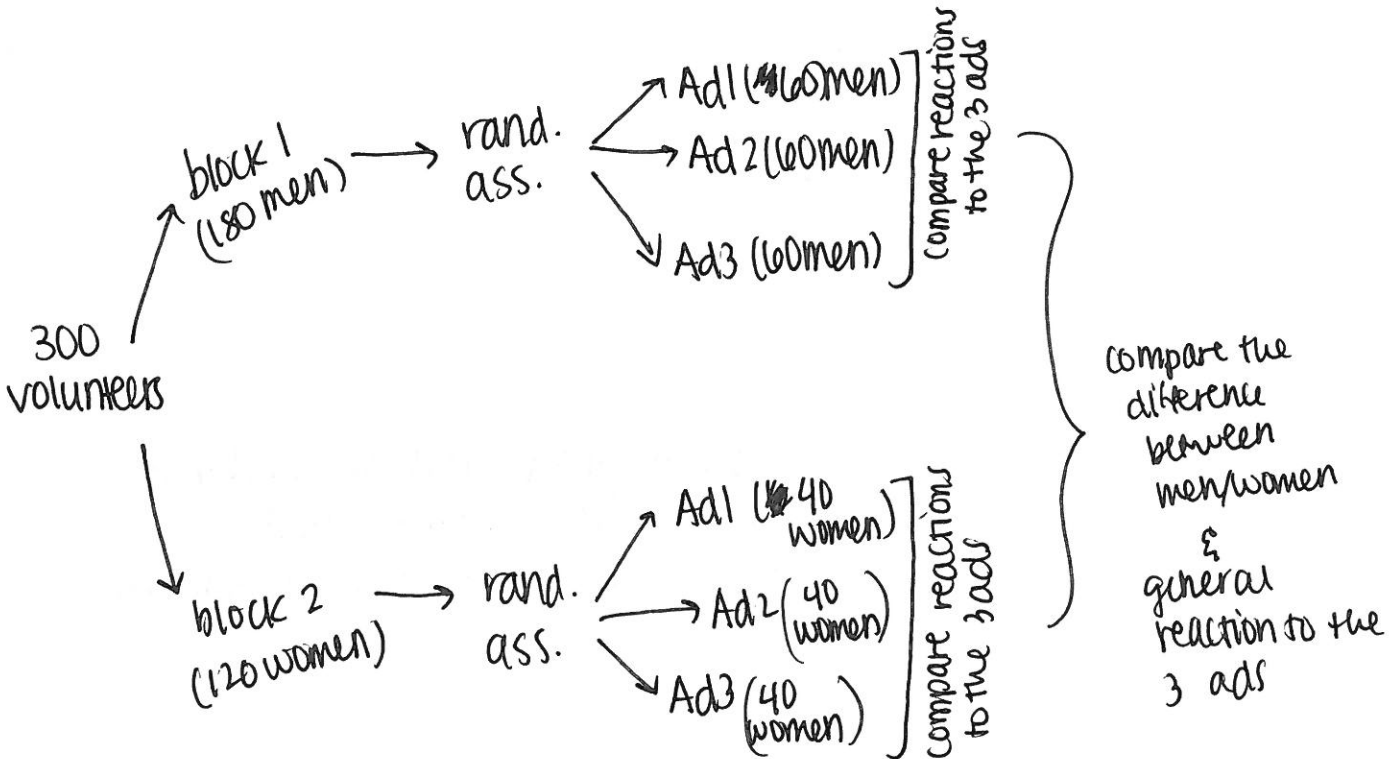 300
volunteers
block 1
(180 men)
rand.
ass.
Ad1 (60men)
Ad2 (60men)
Ad3 (60men)
compare reactions
to the 3 ads
block 2
(120 women)
rand.
ass.
Ad1 (40
women)
Ad2 (40
women)
Ad3 (40
women)
compare reactions
to the 3 ads
compare the
difference
between
men/women
&
general
reaction to the
3 ads